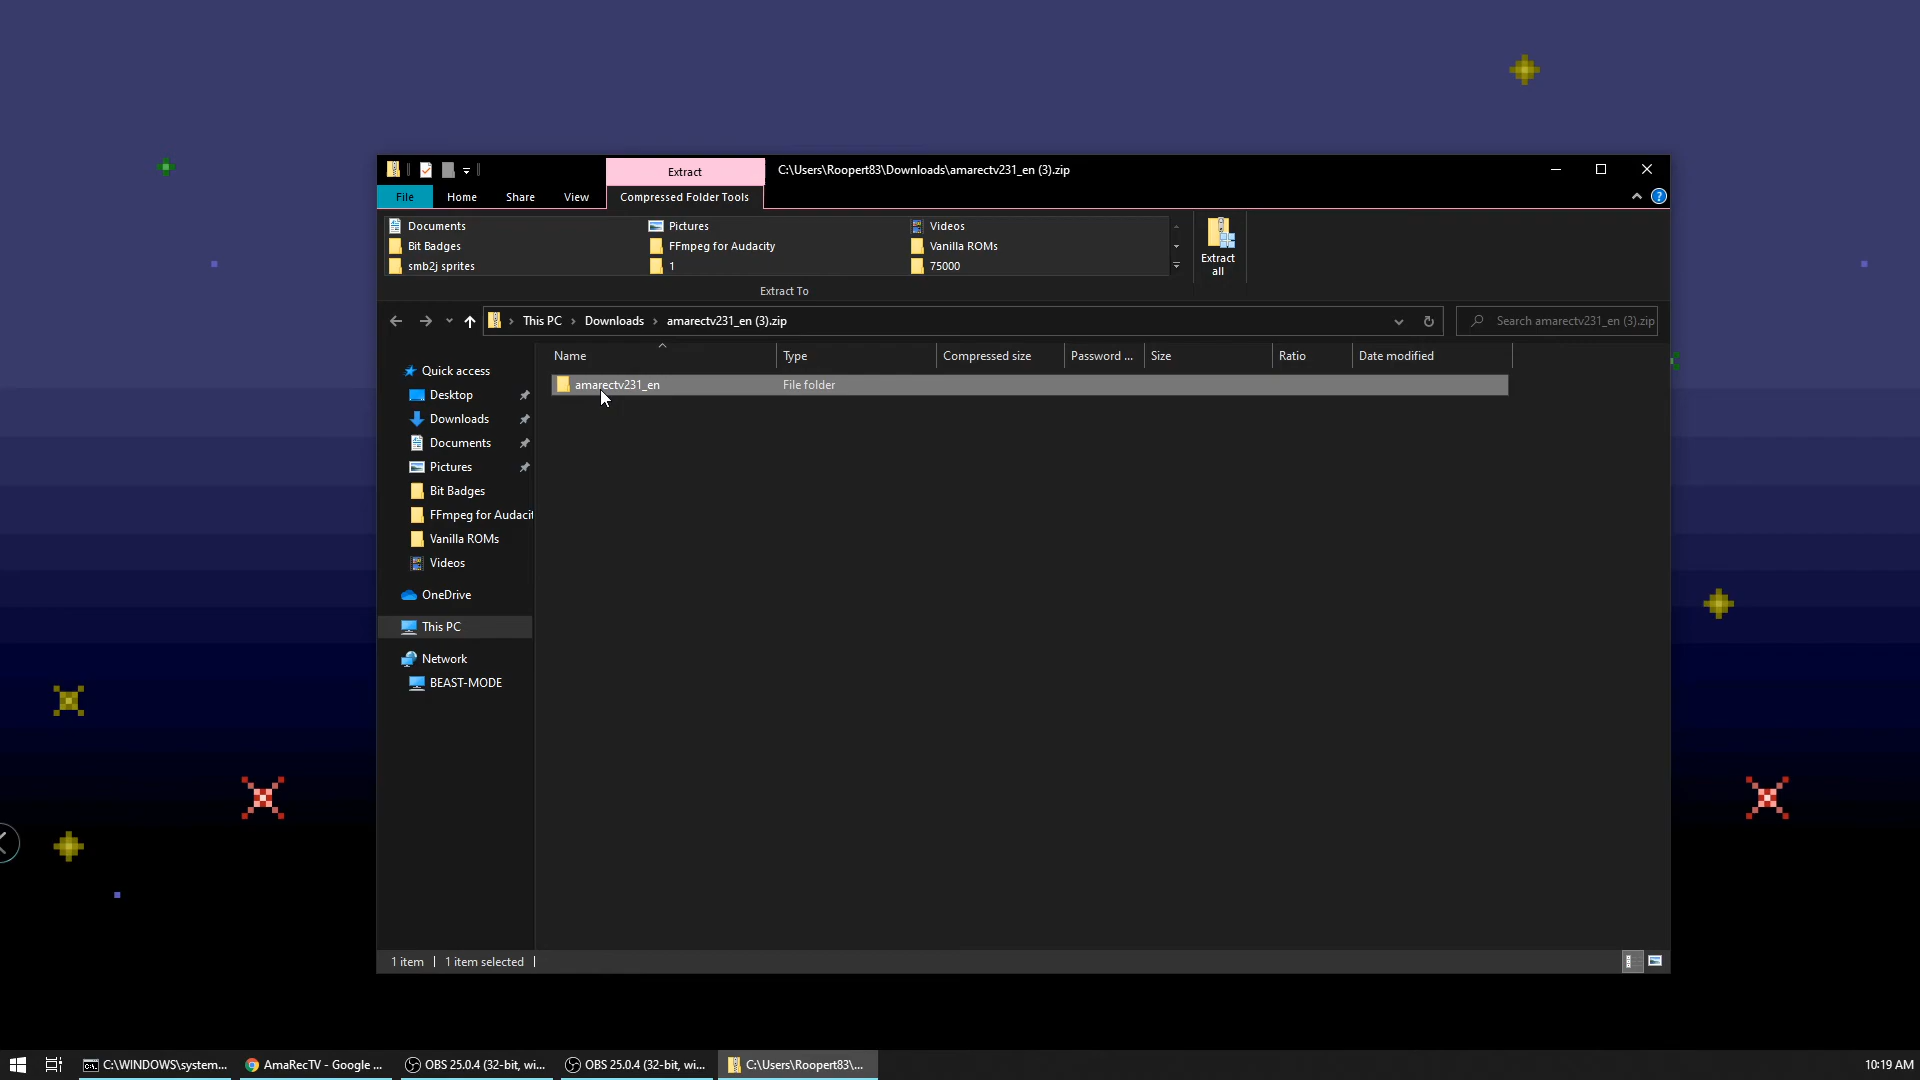 Extract
C:\Users\Roopert83\Downloads\amarectv231_en (3).zip
File
Home
Share
View
Compressed Folder Tools
Documents
Pictures
Videos
Bit Badges
FFmpeg for Audacity
Vanilla ROMs
smb2j sprites
1
75000
Extract
all
Extract To
This PC
Downloads
amarectv231_en (3).zip
Search amarectv231_en (3).zip
Name
Type
Compressed size
Password ...
Size
Ratio
Date modified
amarectv231_en
File folder
Quick access
Desktop
Downloads
Documents
Pictures
Bit Badges
FFmpeg for Audacit
Vanilla ROMs
Videos
OneDrive
This PC
Network
BEAST-MODE
1 item
1 item selected
C:\WINDOWS\system...
AmaRecTV - Google ...
OBS 25.0.4 (32-bit, wi...
OBS 25.0.4 (32-bit, wi...
C:\Users\Roopert83\...
10:19 AM